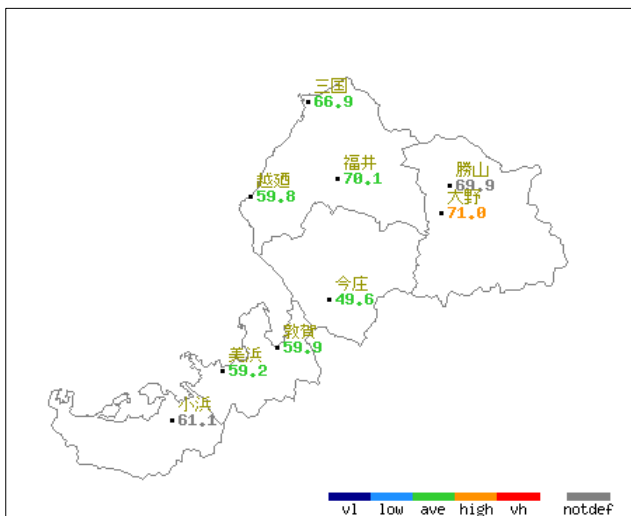 三国
66.9
福井
70.1
勝山
69.9
越廼
59.8
大野
71.0
今庄
49.6
敦賀
59.9
美浜
59.2
小浜
61.1
vl low ave high vh notdef